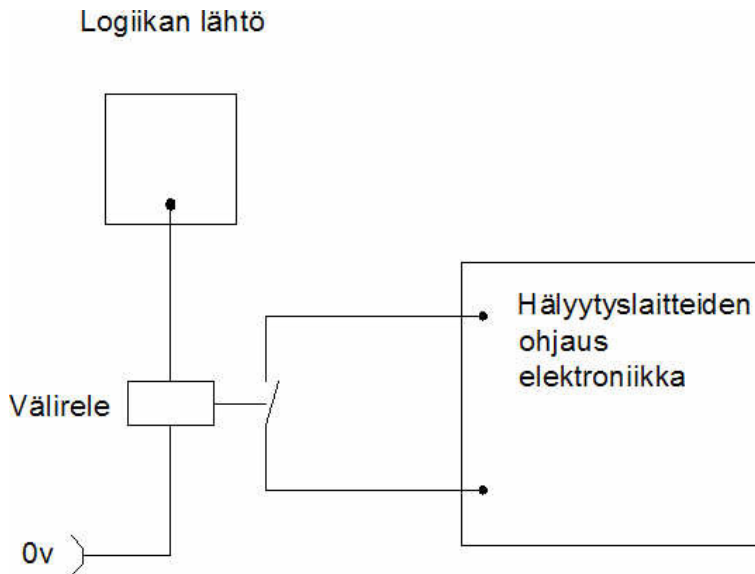 Logiikan lähtö
Hälyytyslaitteiden
ohjaus
elektroniikka
Välirele
0v